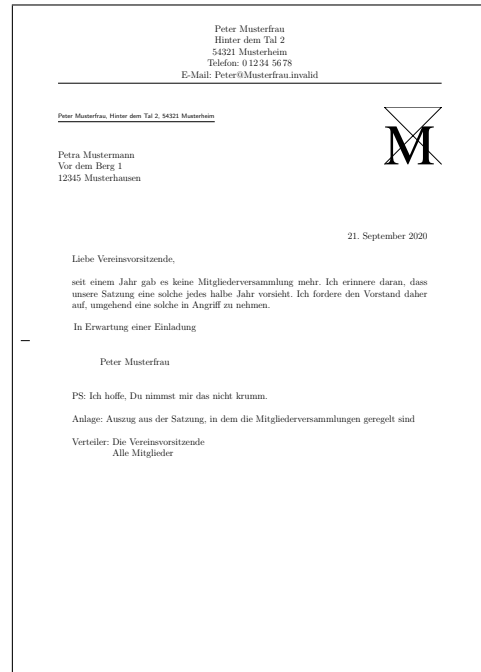 Peter Musterfrau
Hinter dem Tal 2
54321 Musterheim
Telefon: 0 12 34 56 78
E-Mail: Peter@Musterfrau.invalid
Peter Musterfrau, Hinter dem Tal 2, 54321 Musterheim
M
Petra Mustermann
Vor dem Berg 1
12345 Musterhausen
21. September 2020
Liebe Vereinsvorsitzende,
seit einem Jahr gab es keine Mitgliederversammlung mehr. Ich erinnere daran, dass
unsere Satzung eine solche jedes halbe Jahr vorsieht. Ich fordere den Vorstand daher
auf, umgehend eine solche in Angriff zu nehmen.
In Erwartung einer Einladung
Peter Musterfrau
PS: Ich hoffe, Du nimmst mir das nicht krumm.
Anlage: Auszug aus der Satzung, in dem die Mitgliederversammlungen geregelt sind
Verteiler: Die Vereinsvorsitzende
Alle Mitglieder